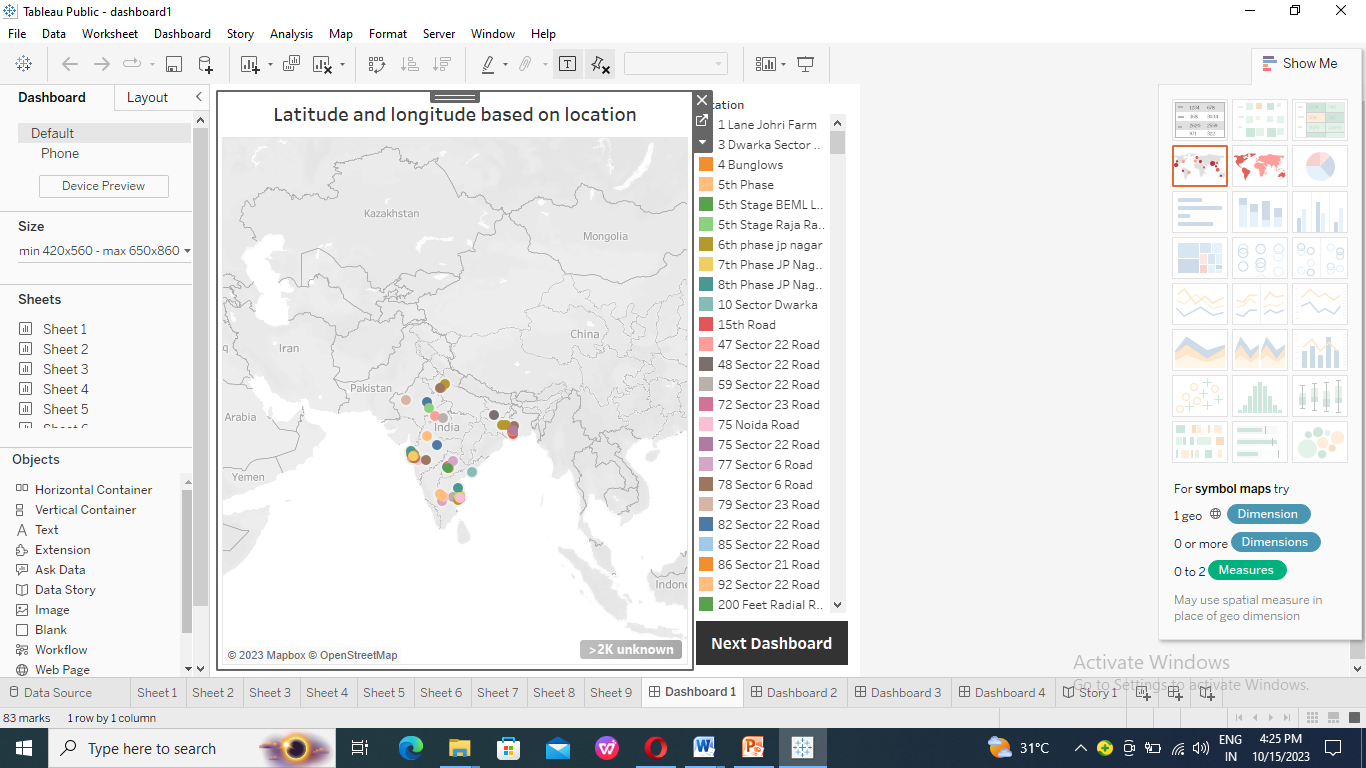 Tableau Public - dashboard1
File Data Worksheet Dashboard Story Analysis Map Format Server Window Help
Show Me
Dashboard Layout
Default
Phone
Device Preview
Size
min 420x560 - max 650x860
Sheets
Sheet 1
Sheet 2
Sheet 3
Sheet 4
Sheet 5
Objects
Horizontal Container
Vertical Container
Text
Extension
Ask Data
Data Story
Image
Blank
Workflow
Web Page
Latitude and longitude based on location
Kazakhstan
Mongolia
China
Iran
Pakistan
India
Arabia
Yemen
Indone
© 2023 Mapbox © OpenStreetMap
>2K unknown
ation
1 Lane Johri Farm
3 Dwarka Sector ..
4 Bunglows
5th Phase
5th Stage BEML L..
5th Stage Raja Ra..
6th phase jp nagar
7th Phase JP Nag..
8th Phase JP Nag..
10 Sector Dwarka
15th Road
47 Sector 22 Road
48 Sector 22 Road
59 Sector 22 Road
72 Sector 23 Road
75 Noida Road
75 Sector 22 Road
77 Sector 6 Road
78 Sector 6 Road
79 Sector 23 Road
82 Sector 22 Road
85 Sector 22 Road
86 Sector 21 Road
92 Sector 22 Road
200 Feet Radial R..
Next Dashboard
For symbol maps try
1 geo Dimension
0 or more Dimensions
0 to 2 Measures
May use spatial measure in
place of geo dimension
Activate Windows
Go to Settings to activate Windows.
Data Source Sheet 1 Sheet 2 Sheet 3 Sheet 4 Sheet 5 Sheet 6 Sheet 7 Sheet 8 Sheet 9 Dashboard 1 Dashboard 2 Dashboard 3 Dashboard 4 Story 1
83 marks 1 row by 1 column
Type here to search
31°C
ENG
IN
4:25 PM
10/15/2023